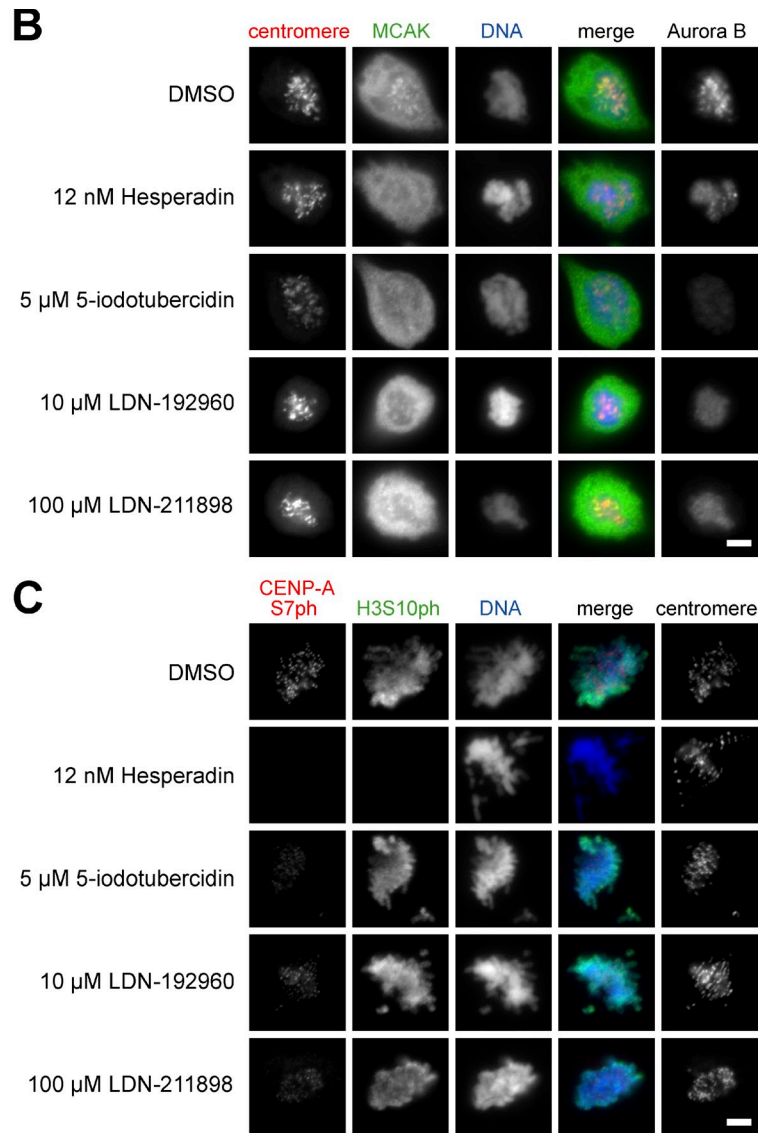 B
centromere MCAK DNA merge Aurora B
DMSO
12 nM Hesperadin
5 µM 5-iodotubercidin
10 µM LDN-192960
100 µM LDN-211898
C
CENP-A
S7ph H3S10ph DNA merge centromere
DMSO
12 nM Hesperadin
5 µM 5-iodotubercidin
10 µM LDN-192960
100 µM LDN-211898